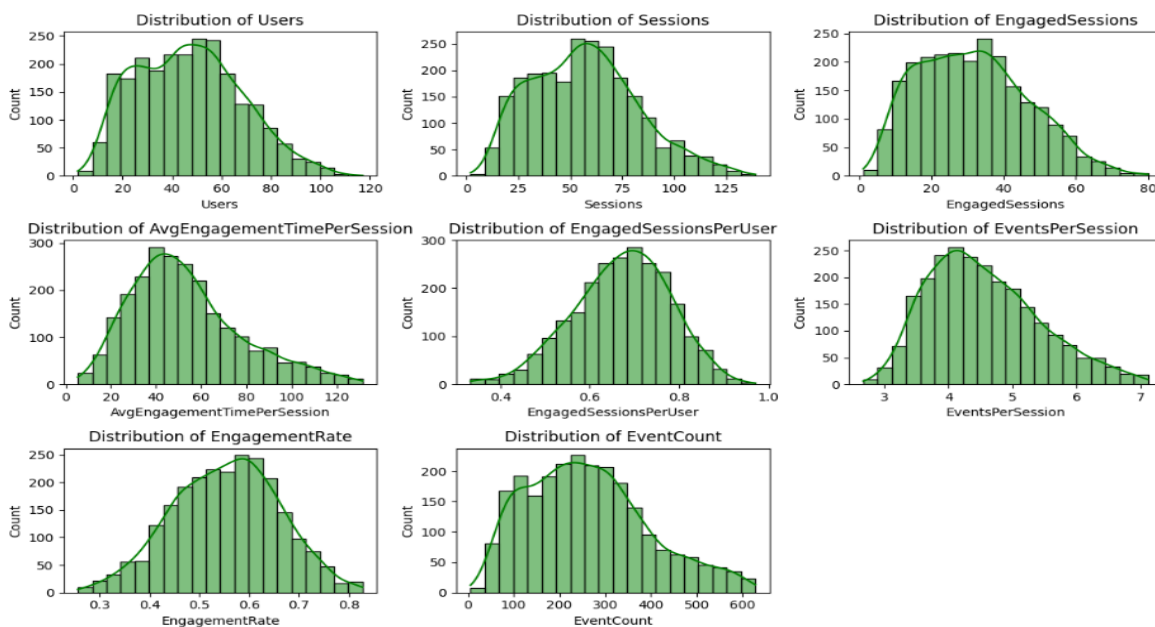 Distribution of Users
Count
250
200
150
100
50
0
0 20 40 60 80 100 120
Users
Distribution of Sessions
Count
250
200
150
100
50
0
0 25 50 75 100 125
Sessions
Distribution of EngagedSessions
Count
250
200
150
100
50
0
0 20 40 60 80
EngagedSessions
Distribution of AvgEngagementTimePerSession
Count
300
200
100
0
0 20 40 60 80 100 120
AvgEngagementTimePerSession
Distribution of EngagedSessionsPerUser
Count
300
200
100
0
0.4 0.6 0.8 1.0
EngagedSessionsPerUser
Distribution of EventsPerSession
Count
250
200
150
100
50
0
3 4 5 6 7
EventsPerSession
Distribution of EngagementRate
Count
250
200
150
100
50
0
0.3 0.4 0.5 0.6 0.7 0.8
EngagementRate
Distribution of EventCount
Count
200
150
100
50
0
0 100 200 300 400 500 600
EventCount